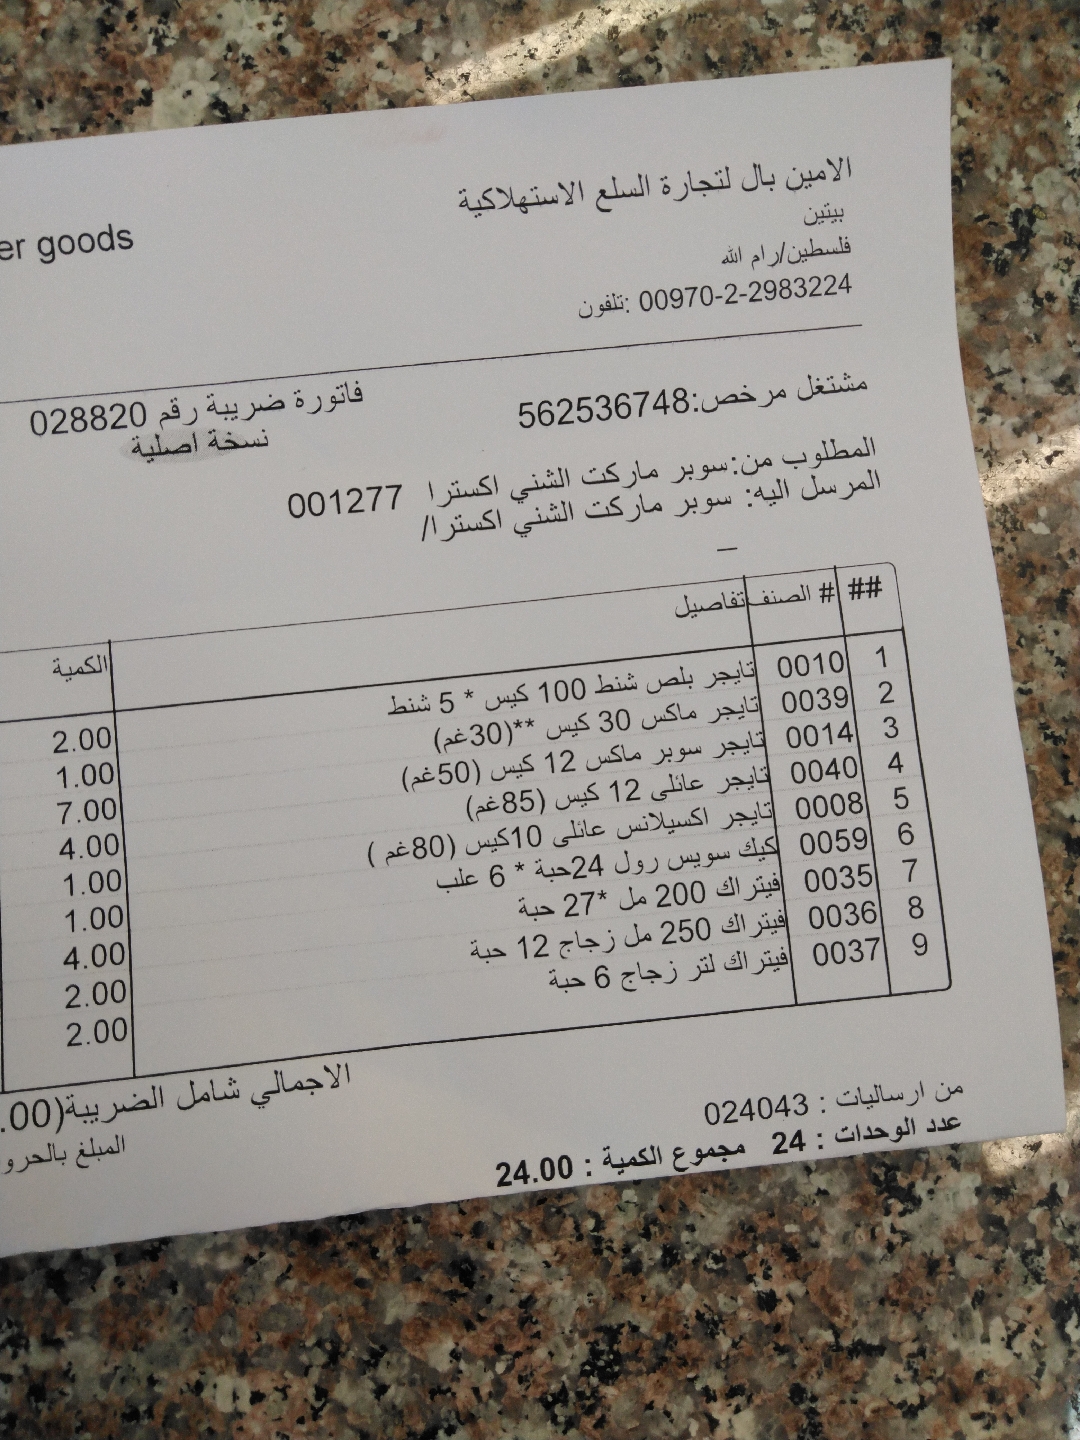 الامين بال لتجارة السلع الاستهلاكية
بيتين
goods
فلسطين/رام الله
تلفون: 00970-2-2983224
مشتغل مرخص:562536748
فاتورة ضريبة رقم 028820
نسخة اصلية
المطلوب من:سوبر ماركت الشني اكسترا 001277
المرسل اليه: سوبر ماركت الشني اكسترا/
_
## # الصنف تفاصيل الكمية
1 0010 تايجر بلص شنط 100 كيس * 5 شنط 2.00
2 0039 تايجر ماكس 30 كيس **(30غم) 1.00
3 0014 تايجر سوبر ماكس 12 كيس (50غم) 7.00
4 0040 تايجر عائلى 12 كيس (85غم) 4.00
5 0008 تايجر اكسيلانس عائلى 10كيس (80غم ) 1.00
6 0059 كيك سويس رول 24حبة * 6 علب 1.00
7 0035 فيتراك 200 مل *27 حبة 4.00
8 0036 فيتراك 250 مل زجاج 12 حبة 2.00
9 0037 فيتراك لتر زجاج 6 حبة 2.00
الاجمالي شامل الضريبة(.00
المبلغ
من ارساليات : 024043
عدد الوحدات : 24 مجموع الكمية : 24.00